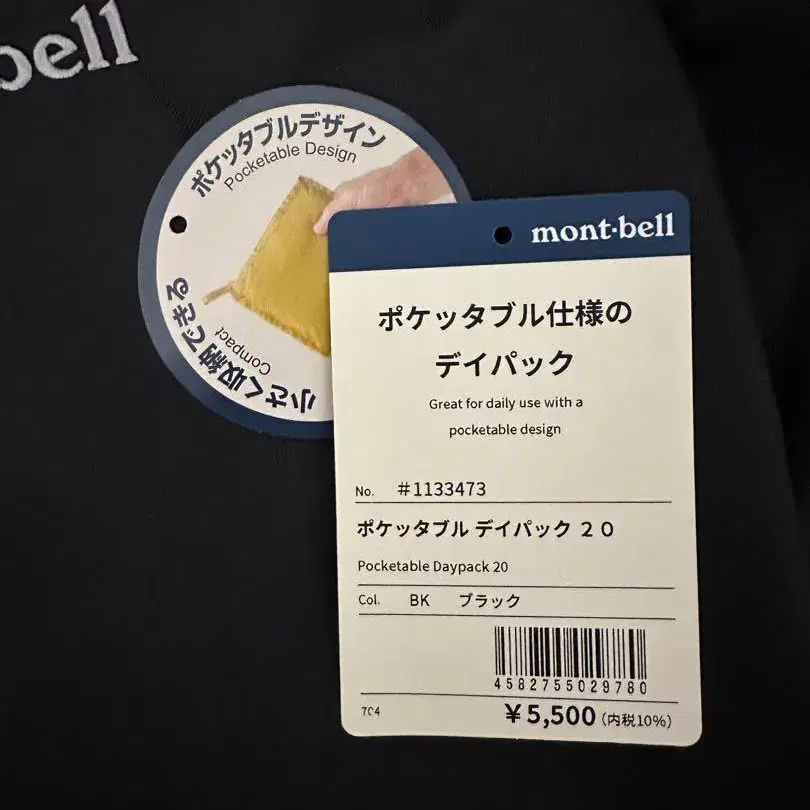 bell
ポケッタブルデザイン
Pocketable Design
小さく収納できる
Compact
mont·bell
ポケッタブル仕様の
デイパック
Great for daily use with a
pocketable design
No. #1133473
ポケッタブル デイパック 20
Pocketable Daypack 20
Col. BK ブラック
4582755029780
¥5,500(内税10%)